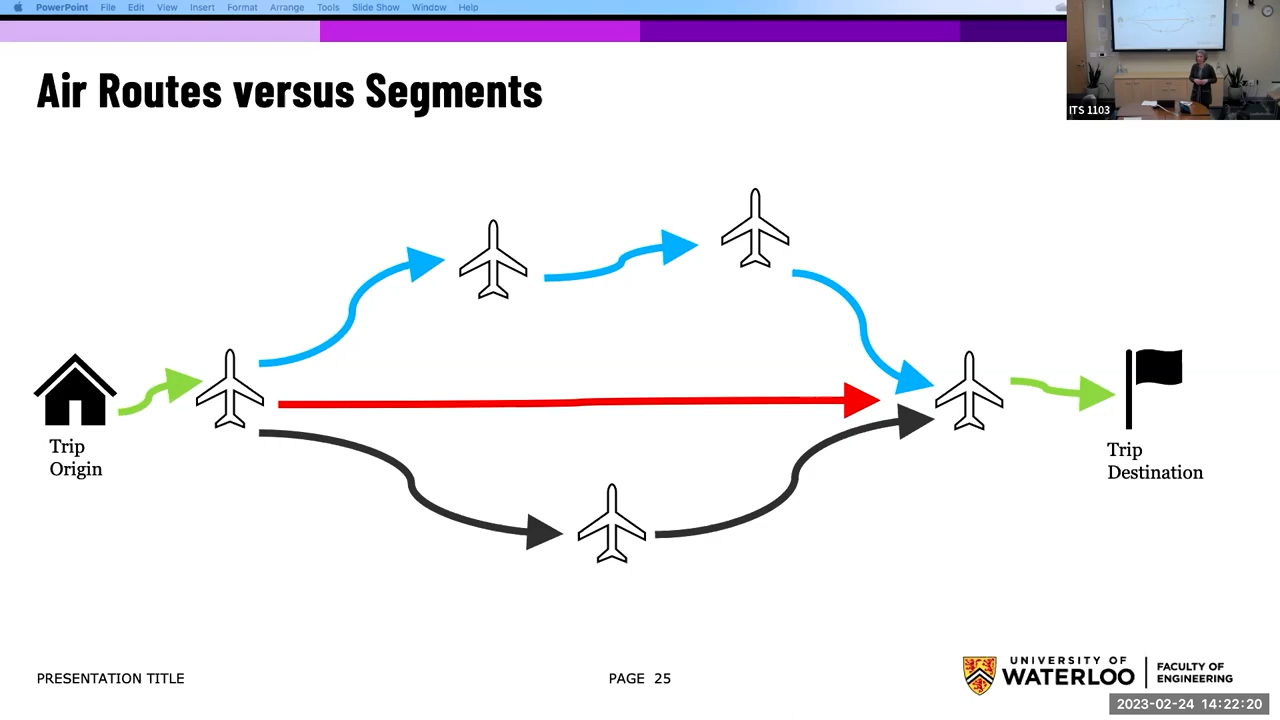 PowerPoint File Edit View Insert Format Arrange Tools Slide Show Window Help
ITS 1103
Air Routes versus Segments
Trip
Origin
Trip
Destination
PRESENTATION TITLE
PAGE 25
UNIVERSITY OF
WATERLOO
FACULTY OF
ENGINEERING
2023-02-24 14:22:20